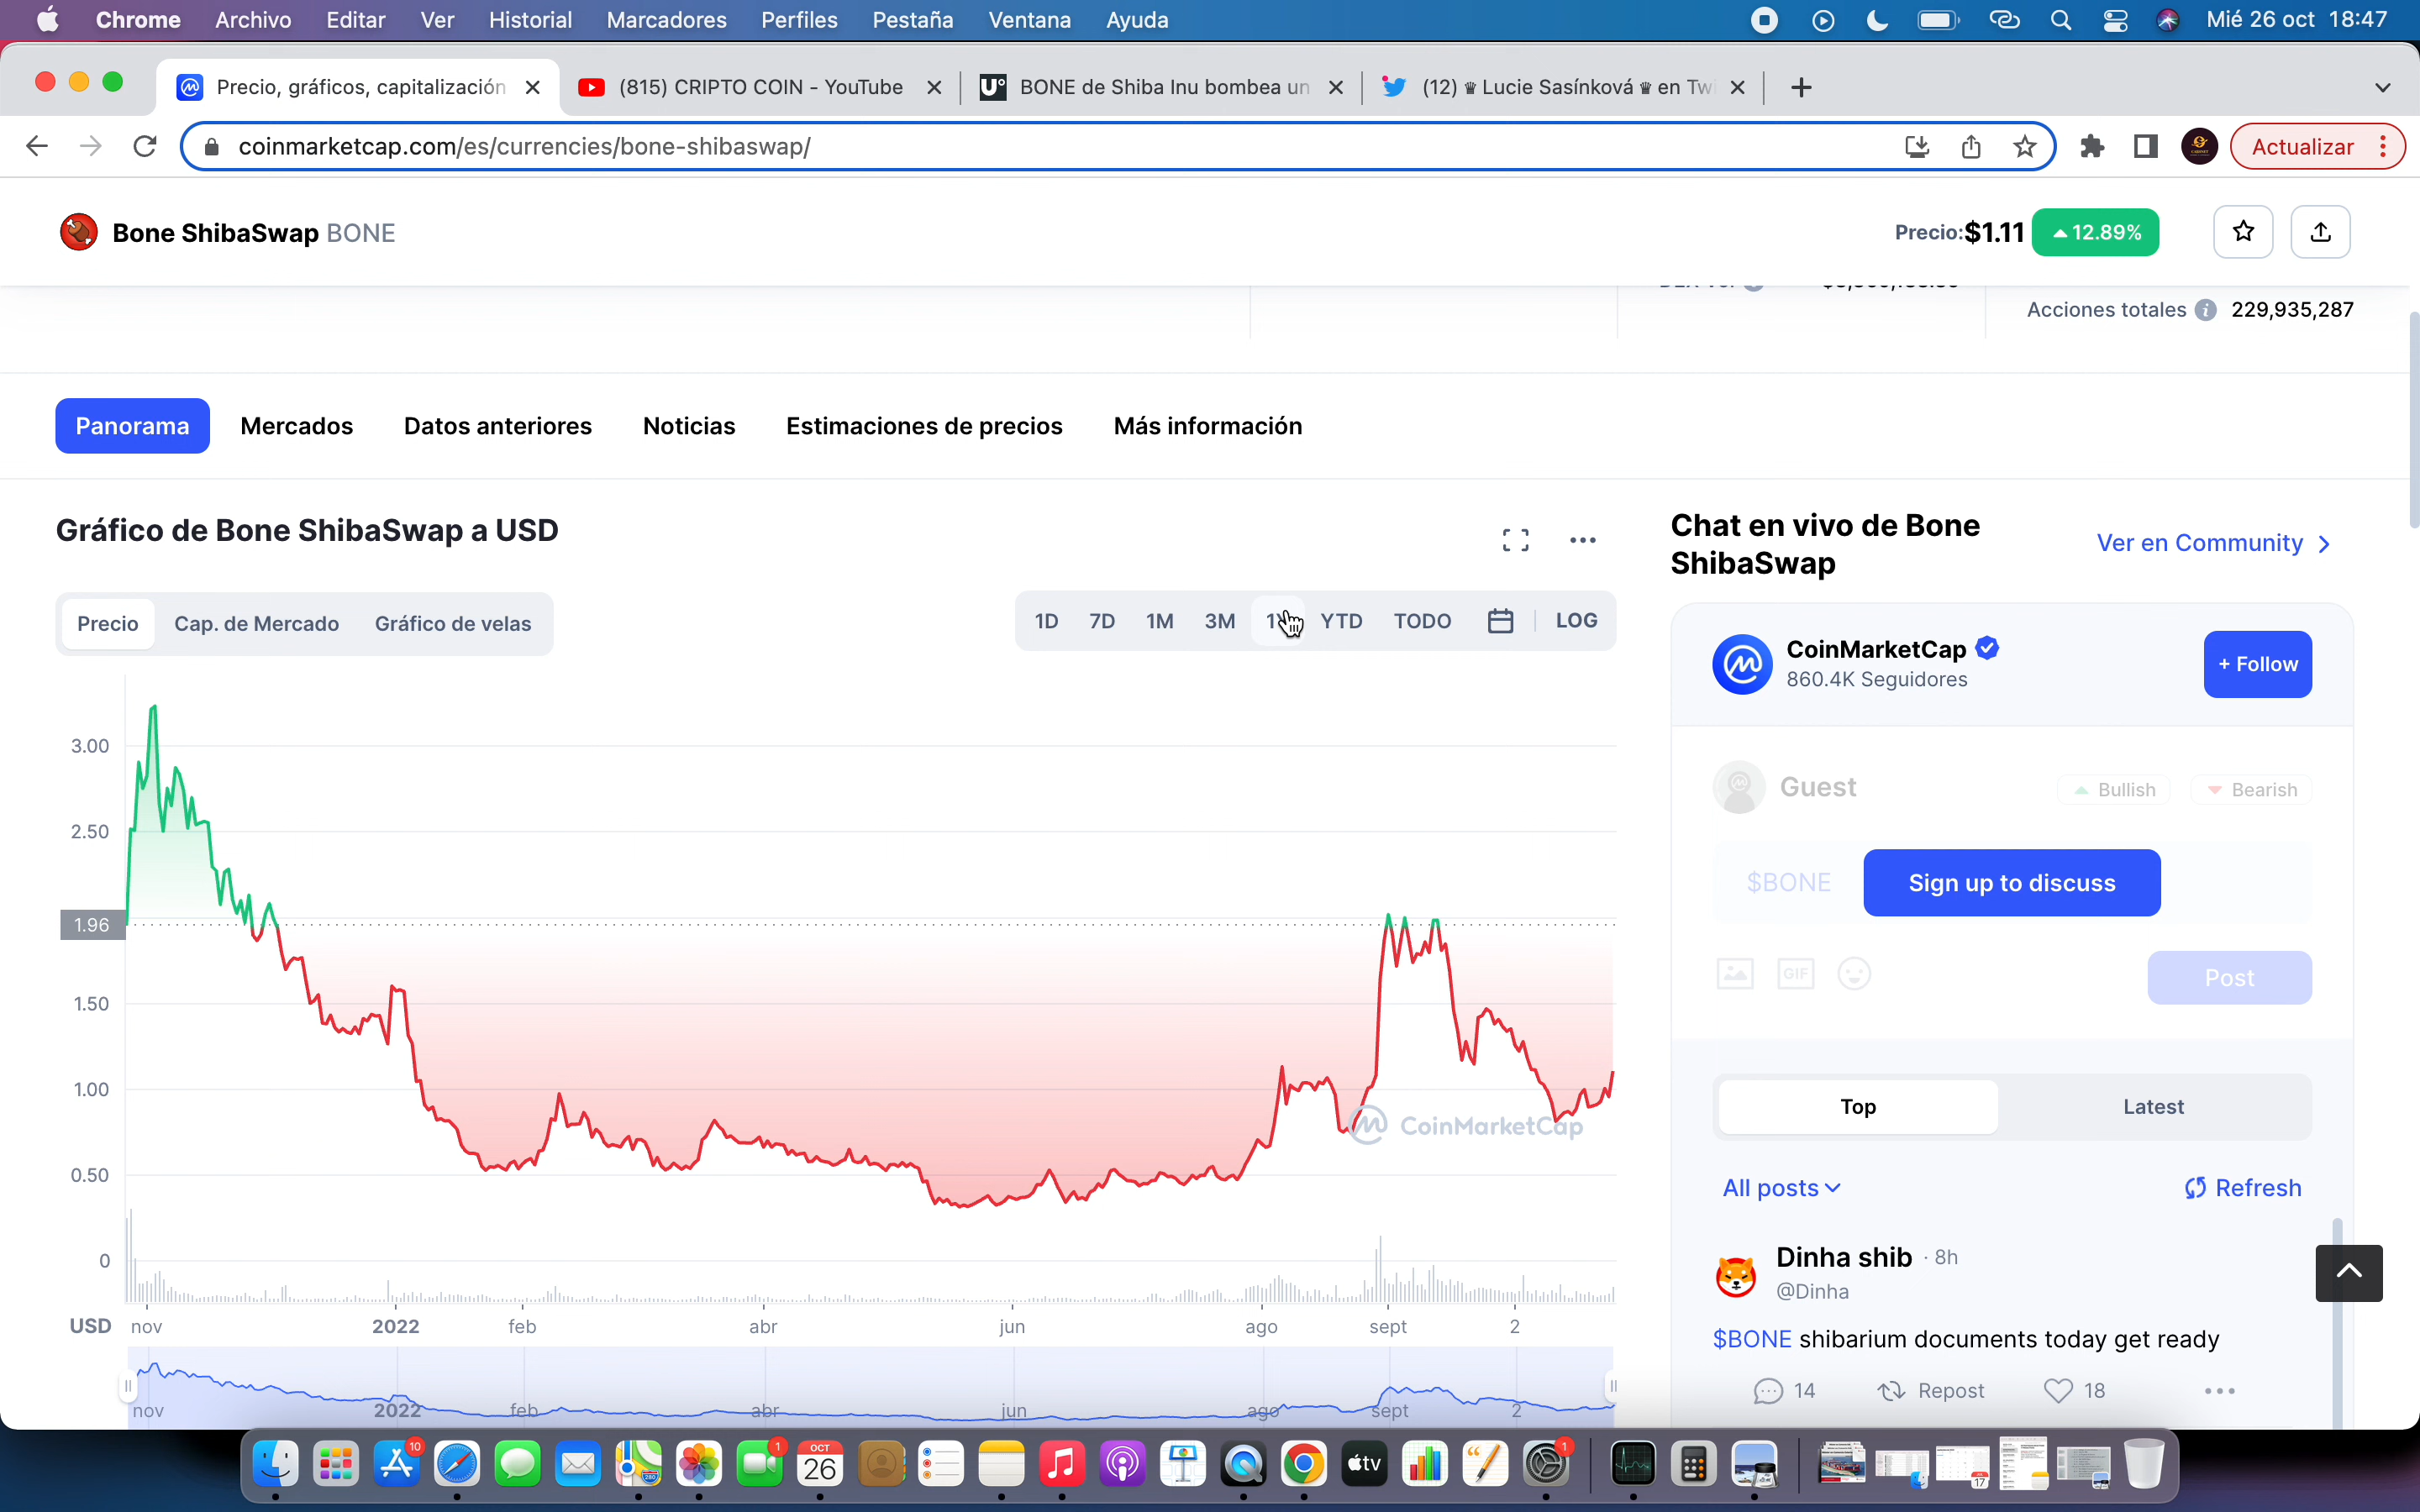 Chrome Archivo Editar Ver Historial Marcadores Perfiles Pestaña Ventana Ayuda Mié 26 oct 18:47
Precio, gráficos, capitalización (815) CRIPTO COIN - YouTube U° BONE de Shiba Inu bombea un (12) ♛ Lucie Sasínková ♛ en Twi
coinmarketcap.com/es/currencies/bone-shibaswap/ Actualizar
Bone ShibaSwap BONE Precio:$1.11 12.89%
Acciones totales 229,935,287
Panorama Mercados Datos anteriores Noticias Estimaciones de precios Más información
Gráfico de Bone ShibaSwap a USD
Precio Cap. de Mercado Gráfico de velas 1D 7D 1M 3M YTD TODO LOG
3.00
2.50
1.96
1.50
1.00
0.50
0
CoinMarketCap
USD nov 2022 feb abr jun ago sept 2
nov 2022 feb abr jun ago sept 2
Chat en vivo de Bone
ShibaSwap
Ver en Community
CoinMarketCap
860.4K Seguidores
+ Follow
Guest Bullish Bearish
$BONE Sign up to discuss
GIF Post
Top Latest
All posts Refresh
Dinha shib · 8h
@Dinha
$BONE shibarium documents today get ready
14 Repost 18
10 1 OCT 26 tv 1 17